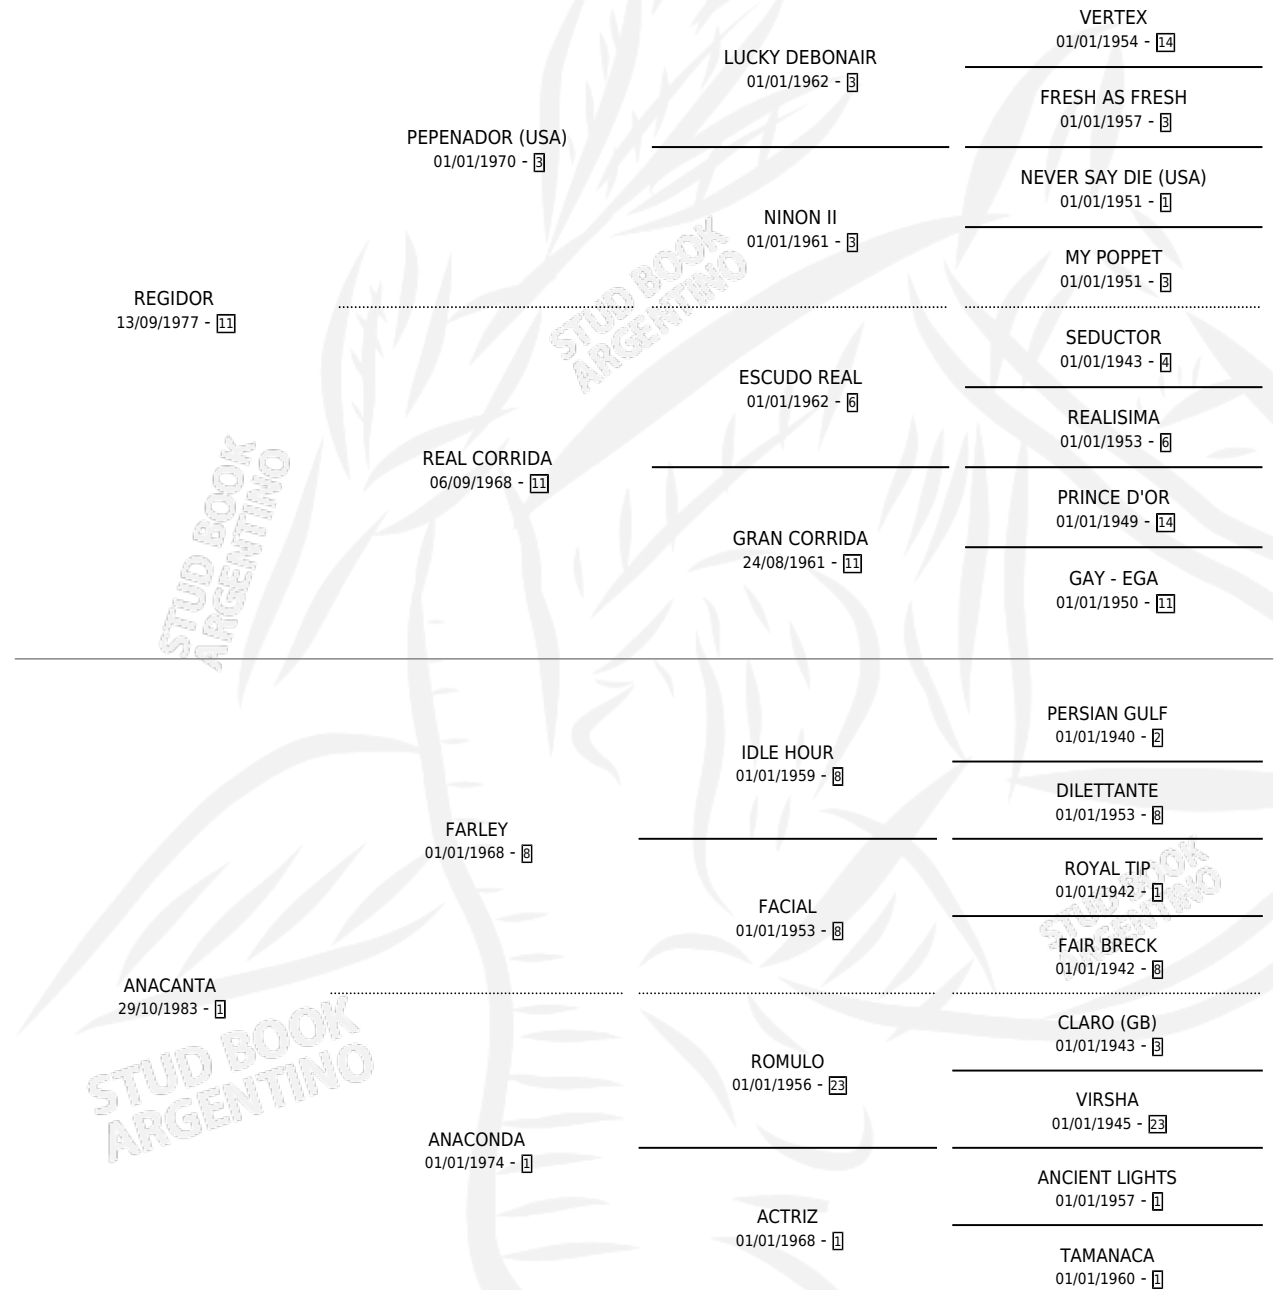 VERTEX
01/01/1954 - 14
LUCKY DEBONAIR
01/01/1962 - 3
FRESH AS FRESH
01/01/1957 - 3
PEPENADOR (USA)
01/01/1970 - 3
NEVER SAY DIE (USA)
01/01/1951 - 1
NINON II
01/01/1961 - 3
MY POPPET
01/01/1951 - 3
STUD BOOK
ARGENTINO
REGIDOR
13/09/1977 - 11
SEDUCTOR
01/01/1943 - 4
ESCUDO REAL
01/01/1962 - 6
REALISIMA
01/01/1953 - 6
REAL CORRIDA
06/09/1968 - 11
PRINCE D'OR
01/01/1949 - 14
GRAN CORRIDA
24/08/1961 - 11
GAY - EGA
01/01/1950 - 11
STUD BOOK
ARGENTINO
PERSIAN GULF
01/01/1940 - 2
IDLE HOUR
01/01/1959 - 8
DILETTANTE
01/01/1953 - 8
FARLEY
01/01/1968 - 8
ROYAL TIP
01/01/1942 - 1
FACIAL
01/01/1953 - 8
FAIR BRECK
01/01/1942 - 8
STUD BOOK
ARGENTINO
ANACANTA
29/10/1983 - 1
CLARO (GB)
01/01/1943 - 3
ROMULO
01/01/1956 - 23
VIRSHA
01/01/1945 - 23
STUD BOOK
ARGENTINO
ANACONDA
01/01/1974 - 1
ANCIENT LIGHTS
01/01/1957 - 1
ACTRIZ
01/01/1968 - 1
TAMANACA
01/01/1960 - 1